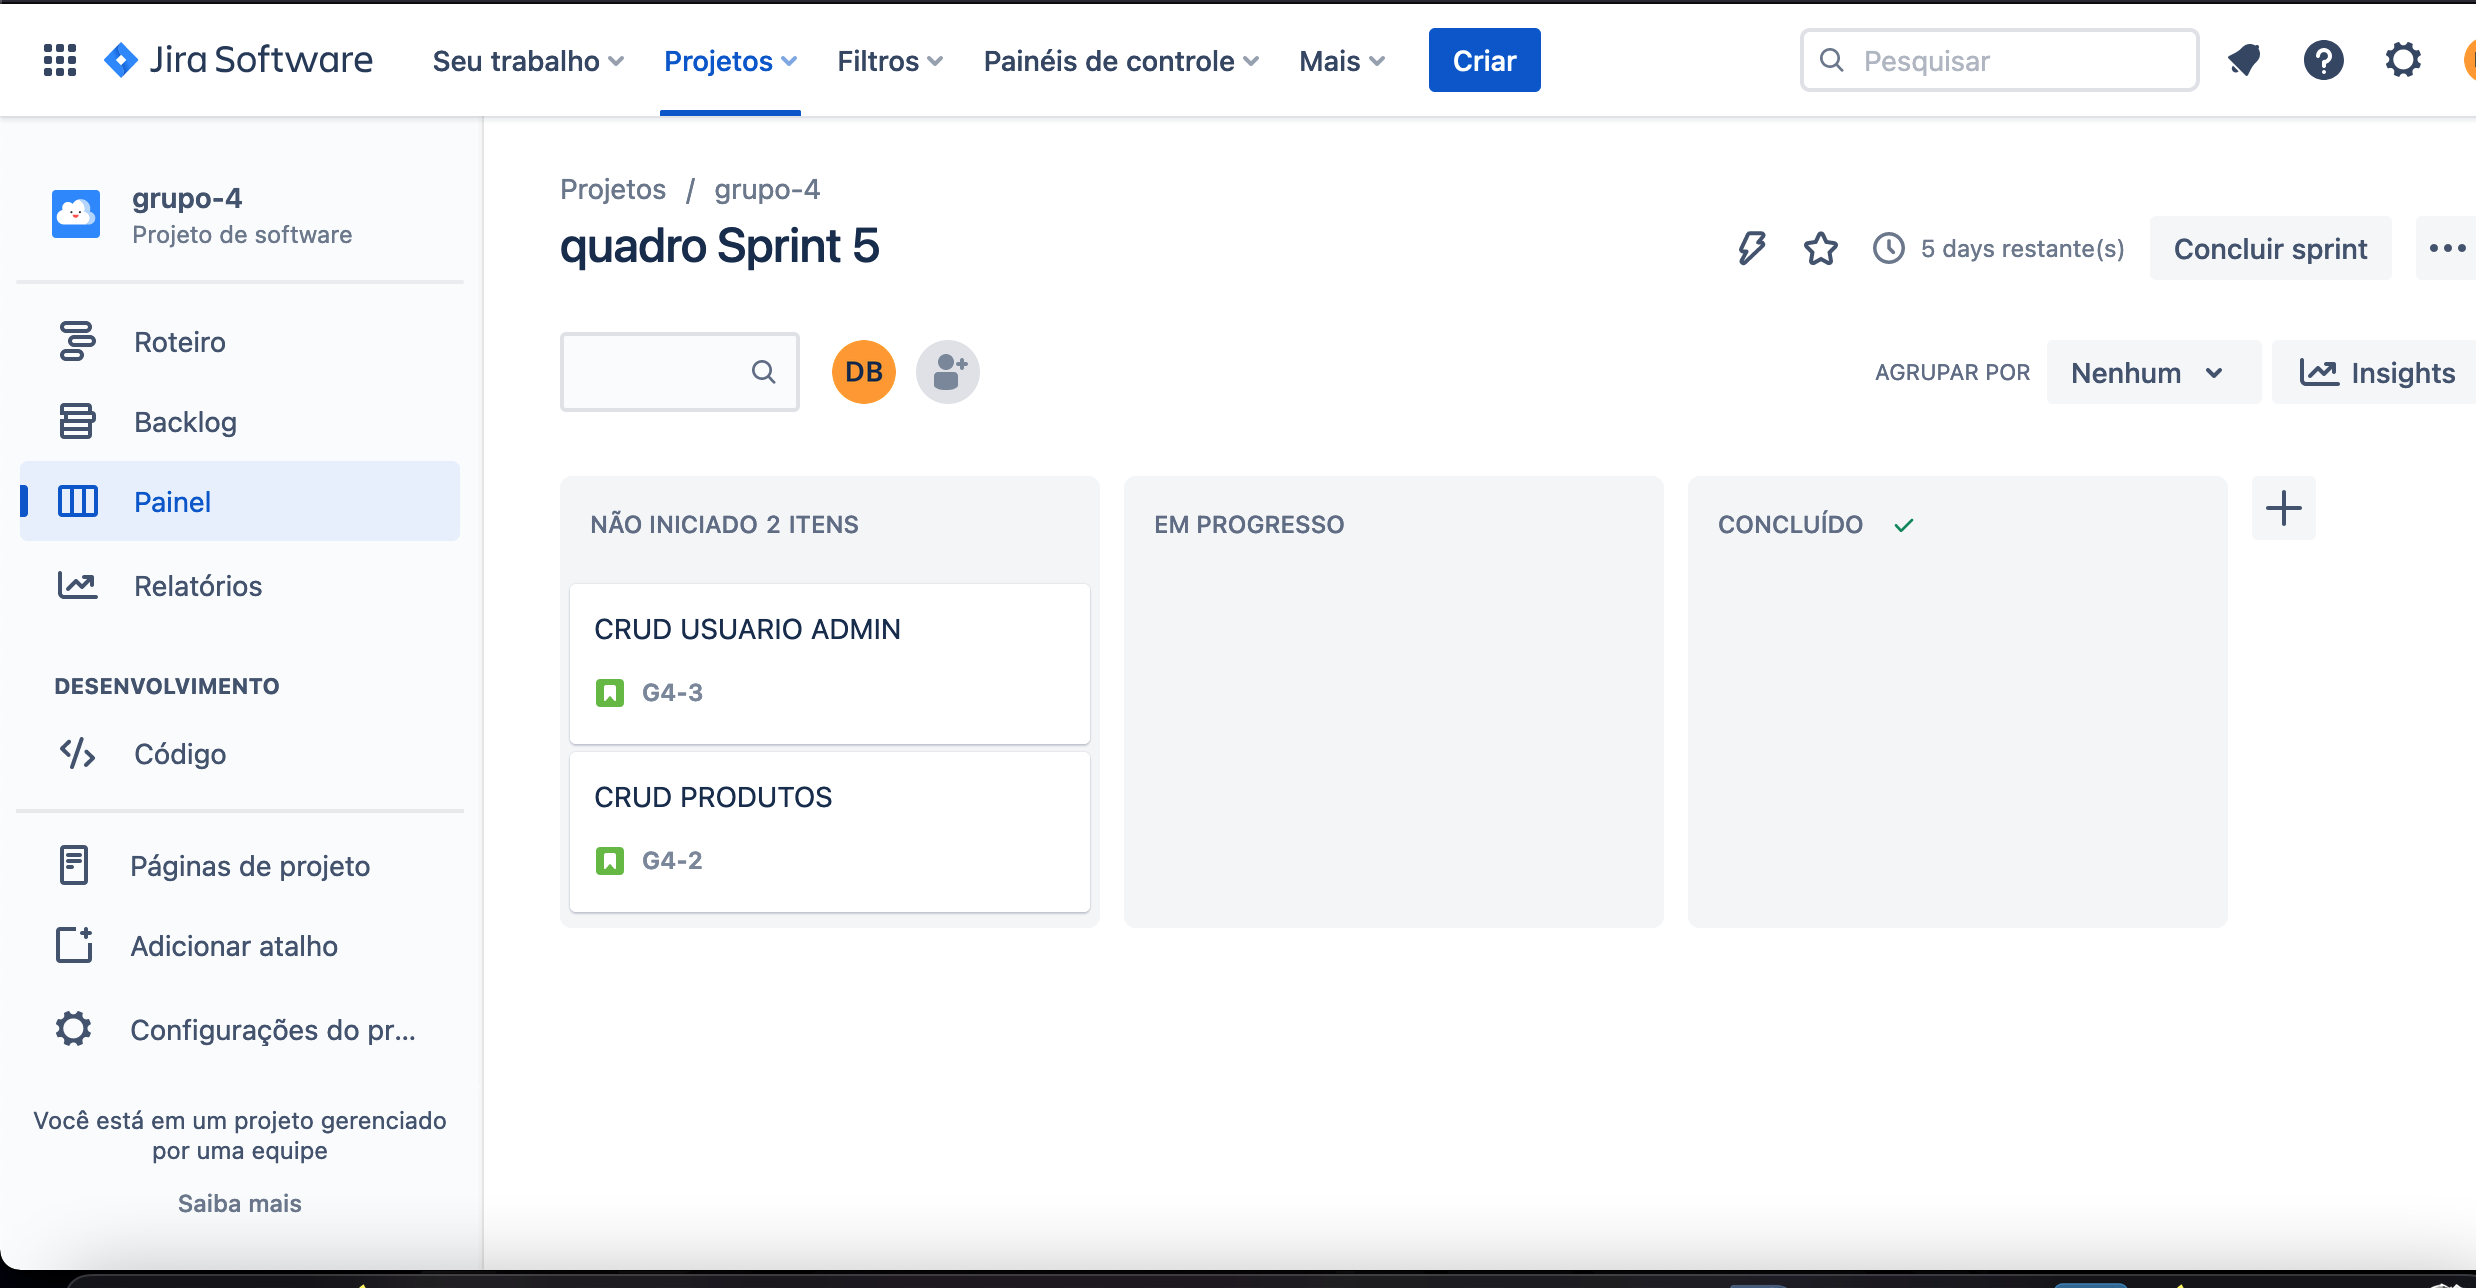 Jira Software
Seu trabalho
Projetos
Filtros
Painéis de controle
Mais
Criar
Pesquisar
grupo-4
Projeto de software
Roteiro
Backlog
Painel
Relatórios
DESENVOLVIMENTO
Código
Páginas de projeto
Adicionar atalho
Configurações do pr...
Você está em um projeto gerenciado
por uma equipe
Saiba mais
Projetos / grupo-4
quadro Sprint 5
5 days restante(s)
Concluir sprint
DB
AGRUPAR POR
Nenhum
Insights
NÃO INICIADO 2 ITENS
CRUD USUARIO ADMIN
G4-3
CRUD PRODUTOS
G4-2
EM PROGRESSO
CONCLUÍDO